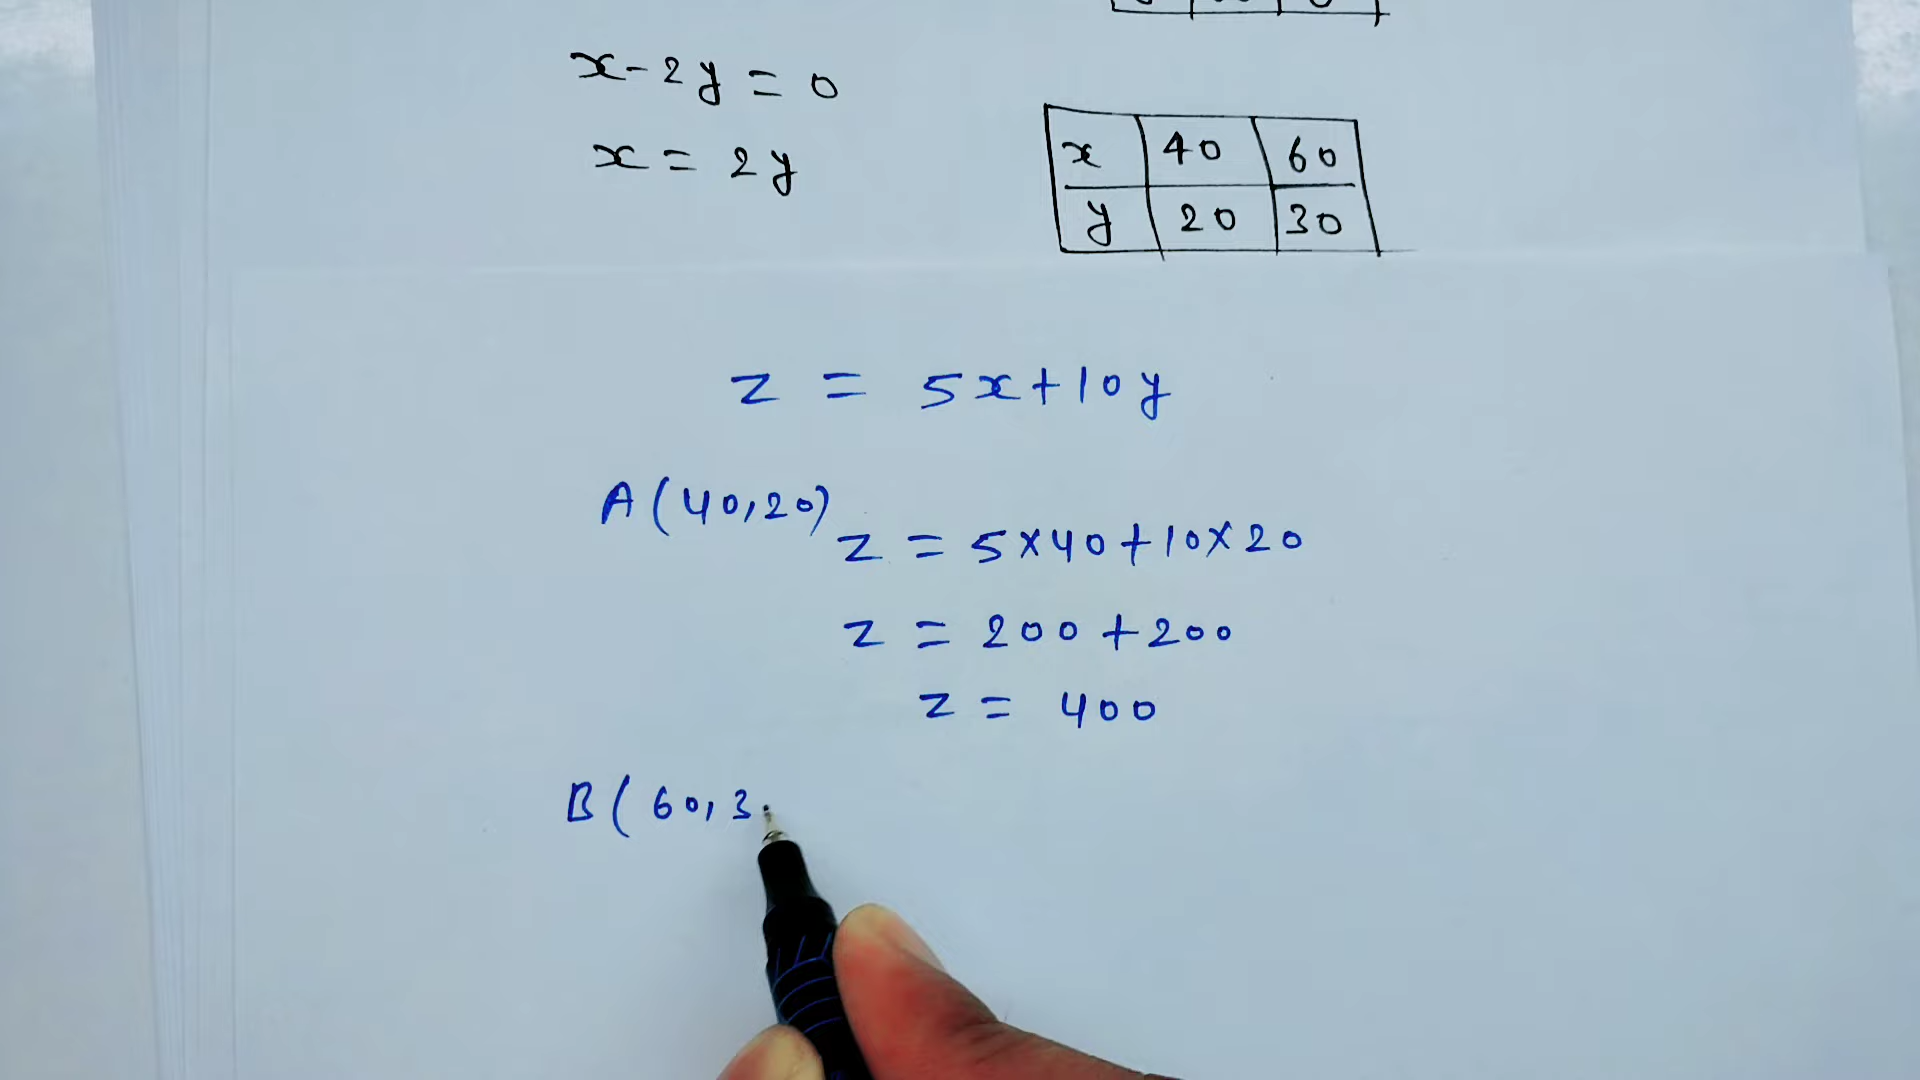 x - 2y = 0
x = 2y
x 40 60
y 20 30
z = 5x + 10y
A(40,20)
z = 5×40+10×20
z = 200 + 200
z = 400
B(60,3